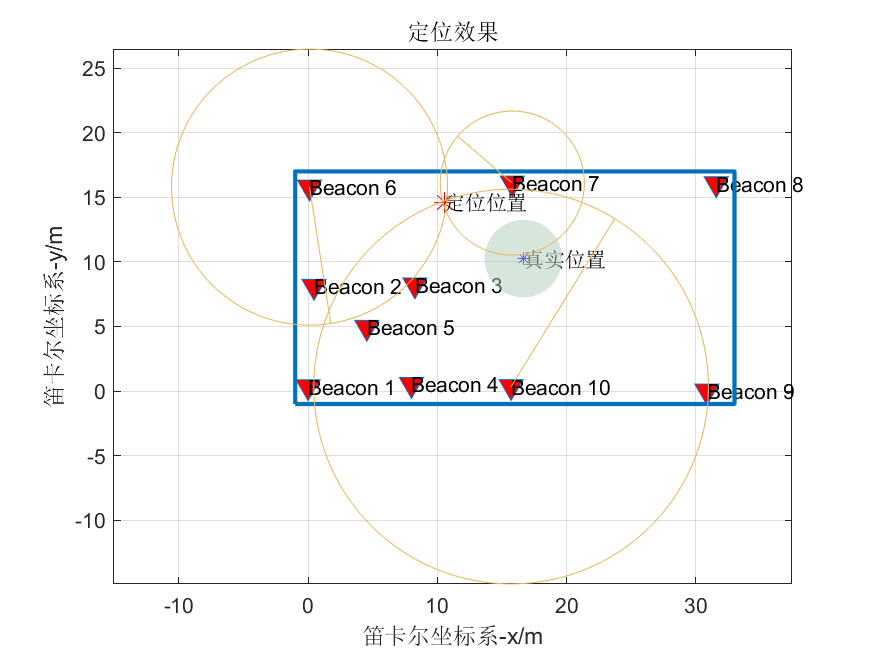 定位效果
25
20
15
10
5
0
-5
-10
笛卡尔坐标系-y/m
Beacon 6
Beacon 7
Beacon 8
定位位置
真实位置
Beacon 2
Beacon 3
Beacon 5
Beacon 1
Beacon 4
Beacon 10
Beacon 9
-10
0
10
20
30
笛卡尔坐标系-x/m